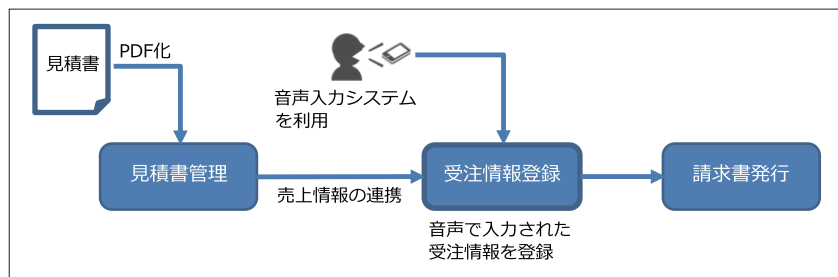 見積書
PDF化
音声入力システム
を利用
見積書管理
売上情報の連携
受注情報登録
音声で入力された
受注情報を登録
請求書発行